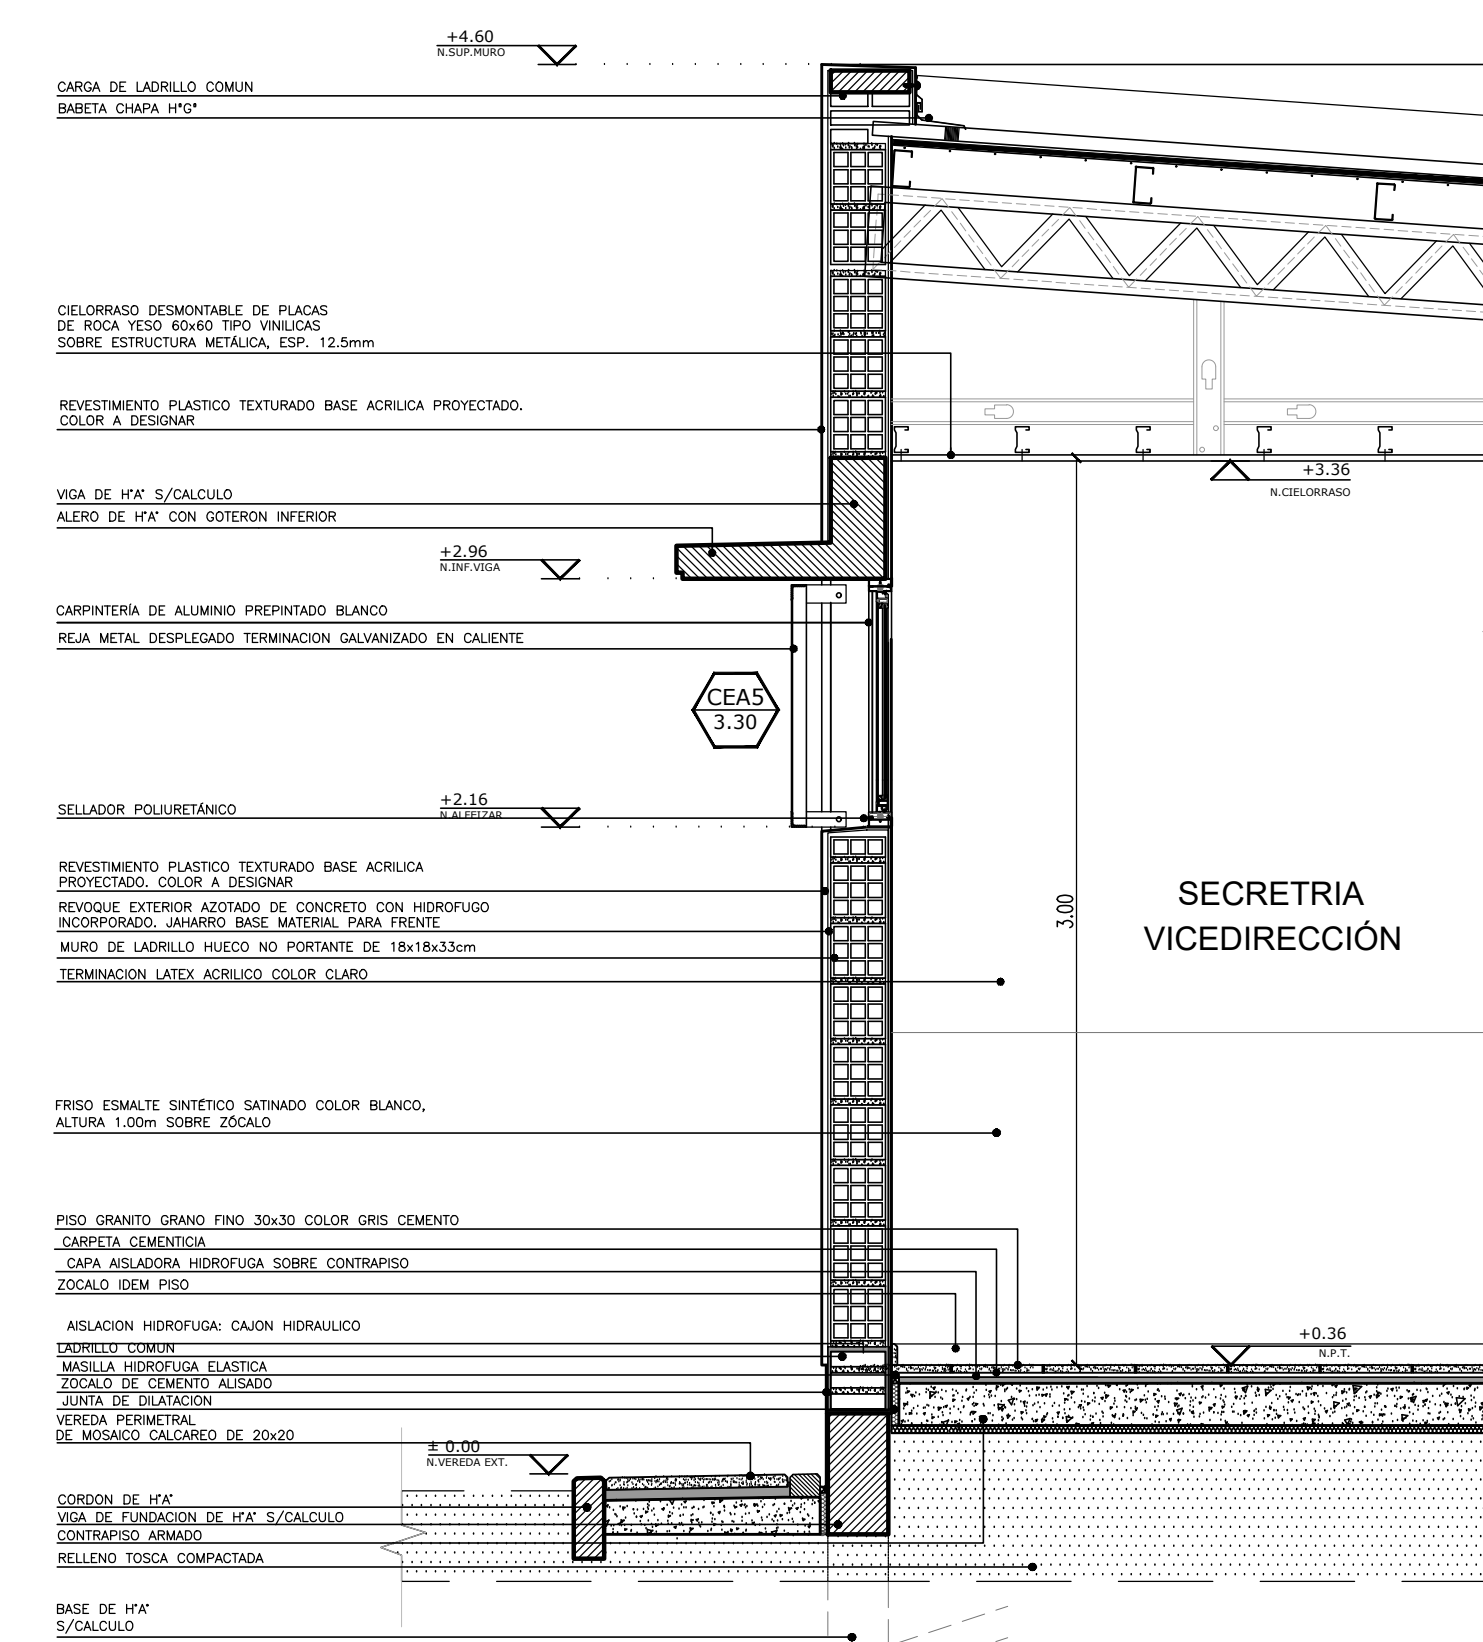 +4.60
N.SUP.MURO
CARGA DE LADRILLO COMUN
BABETA CHAPA H°G°
CIELORRASO DESMONTABLE DE PLACAS
DE ROCA YESO 60x60 TIPO VINILICAS
SOBRE ESTRUCTURA METÁLICA, ESP. 12.5mm
REVESTIMIENTO PLASTICO TEXTURADO BASE ACRILICA PROYECTADO.
COLOR A DESIGNAR
+3.36
N.CIELORRASO
VIGA DE H°A° S/CALCULO
ALERO DE H°A° CON GOTERON INFERIOR
+2.96
N.INF.VIGA
CARPINTERÍA DE ALUMINIO PREPINTADO BLANCO
REJA METAL DESPLEGADO TERMINACION GALVANIZADO EN CALIENTE
CEA5
3.30
+2.16
N.ALFEIZAR
SELLADOR POLIURETÁNICO
REVESTIMIENTO PLASTICO TEXTURADO BASE ACRILICA
PROYECTADO. COLOR A DESIGNAR
REVOQUE EXTERIOR AZOTADO DE CONCRETO CON HIDROFUGO
INCORPORADO. JAHARRO BASE MATERIAL PARA FRENTE
MURO DE LADRILLO HUECO NO PORTANTE DE 18x18x33cm
TERMINACION LATEX ACRILICO COLOR CLARO
3.00
SECRETRIA
VICEDIRECCIÓN
FRISO ESMALTE SINTÉTICO SATINADO COLOR BLANCO,
ALTURA 1.00m SOBRE ZÓCALO
PISO GRANITO GRANO FINO 30x30 COLOR GRIS CEMENTO
CARPETA CEMENTICIA
CAPA AISLADORA HIDROFUGA SOBRE CONTRAPISO
ZOCALO IDEM PISO
AISLACION HIDROFUGA: CAJON HIDRAULICO
+0.36
N.P.T.
LADRILLO COMUN
MASILLA HIDROFUGA ELASTICA
ZOCALO DE CEMENTO ALISADO
JUNTA DE DILATACION
VEREDA PERIMETRAL
DE MOSAICO CALCAREO DE 20x20
± 0.00
N.VEREDA EXT.
CORDON DE H°A°
VIGA DE FUNDACION DE H°A° S/CALCULO
CONTRAPISO ARMADO
RELLENO TOSCA COMPACTADA
BASE DE H°A°
S/CALCULO